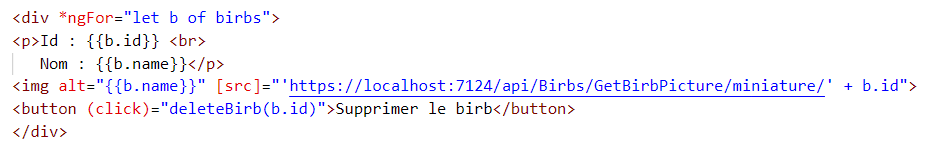 <div *ngFor="let b of birbs">
<p>Id : {{b.id}} <br>
Nom : {{b.name}}</p>
<img alt="{{b.name}}" [src]="'https://localhost:7124/api/Birbs/GetBirbPicture/miniature/' + b.id">
<button (click)="deleteBirb(b.id)">Supprimer le birb</button>
</div>